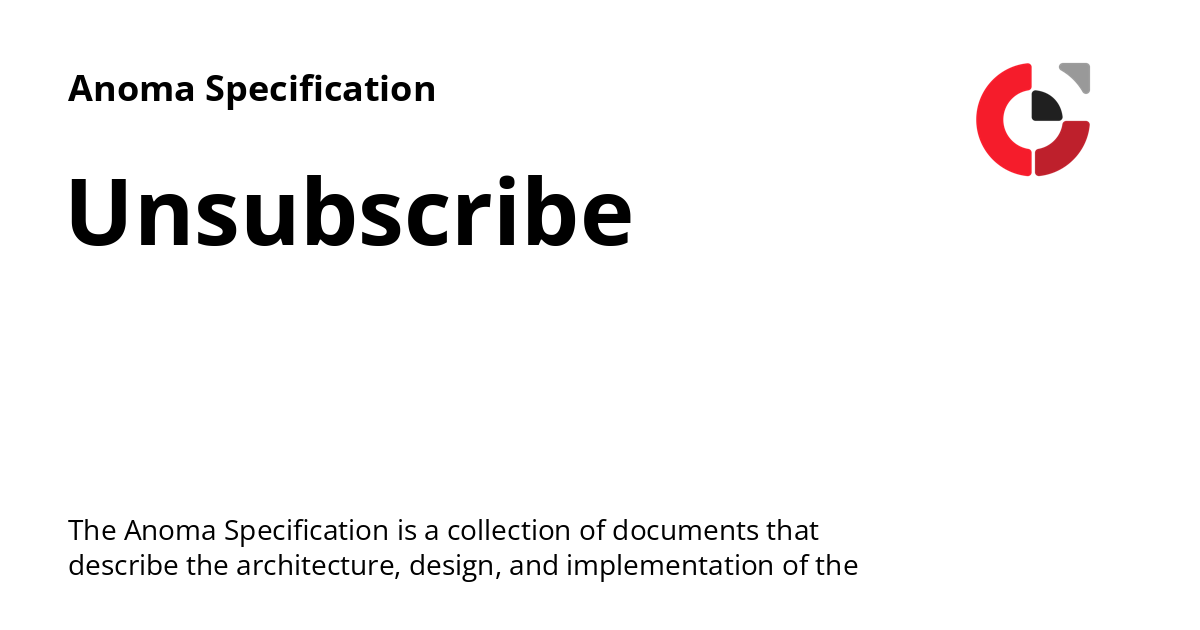 Anoma Specification
Unsubscribe
The Anoma Specification is a collection of documents that
describe the architecture, design, and implementation of the